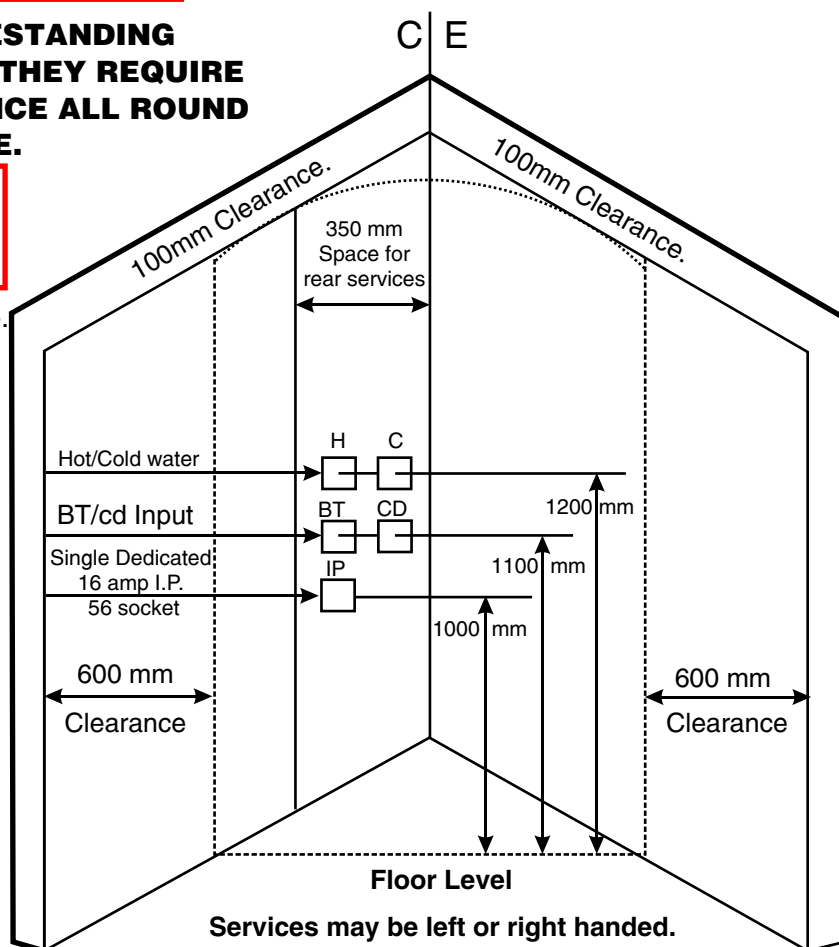 ESTANDING
THEY REQUIRE
NCE ALL ROUND
E.
C E
100mm Clearance.
100mm Clearance.
350 mm
Space for
rear services
H C
Hot/Cold water
1200 mm
BT CD
BT/cd Input
1100 mm
IP
Single Dedicated
16 amp I.P.
56 socket
1000 mm
600 mm
Clearance
600 mm
Clearance
Floor Level
Services may be left or right handed.